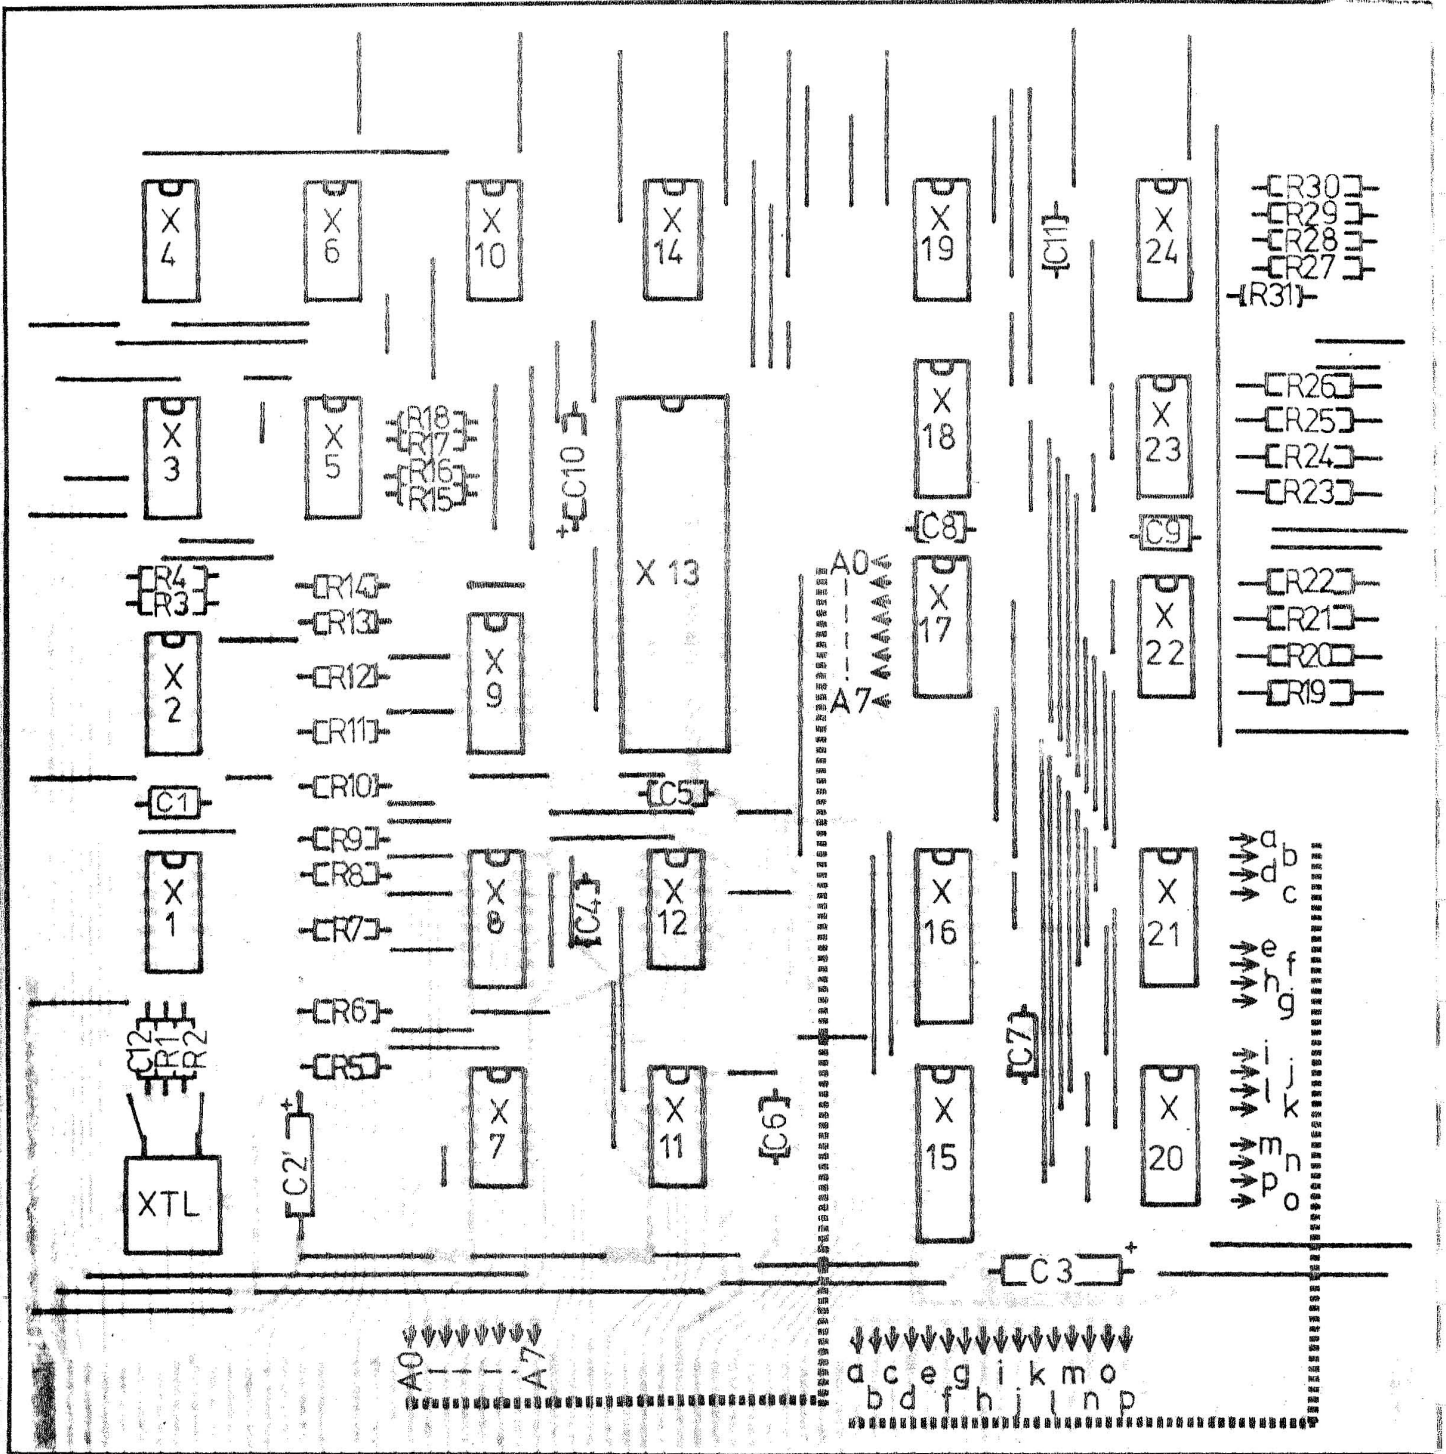 X 4
X 6
X 10
X 14
X 19
C11
X 24
R30
R29
R28
R27
R31
X 3
X 5
R18
R17
R16
R15
+
C10
X 18
X 23
R26
R25
R24
R23
C8
C9
R4
R3
R14
R13
R12
R11
R10
R9
R8
R7
R6
R5
X 13
A0
A7
X 17
X 22
R22
R21
R20
R19
X 2
X 9
C1
C5
X 1
X 8
C4
X 12
X 16
X 21
a b
d c
e f
h g
i j
l k
m n
p o
C12
R1
R2
XTL
+
C2'
X 7
X 11
C6
C7
X 15
X 20
+
C3
A0 A7
a c e g i k m o
b d f h j l n p